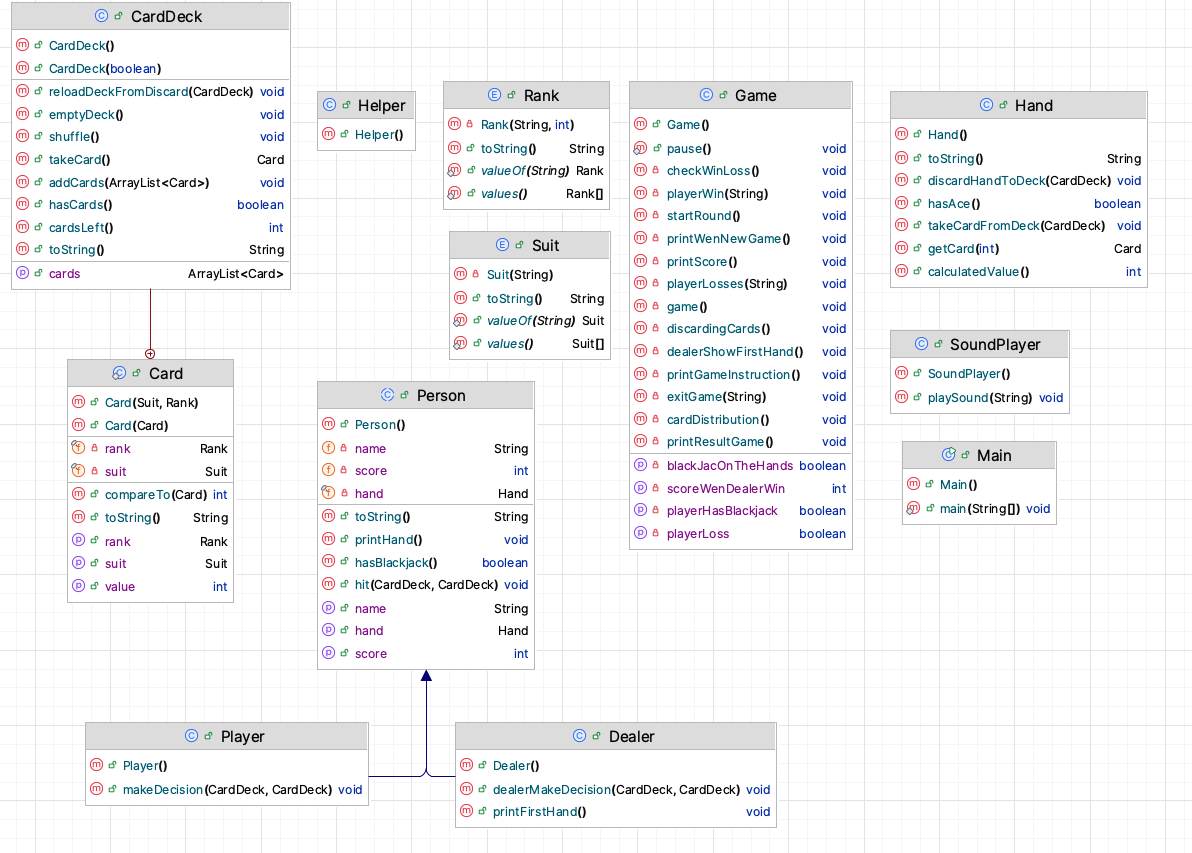 CardDeck
CardDeck()
CardDeck(boolean)
reloadDeckFromDiscard(CardDeck) void
emptyDeck() void
shuffle() void
takeCard() Card
addCards(ArrayList<Card>) void
hasCards() boolean
cardsLeft() int
toString() String
cards ArrayList<Card>
Helper
Helper()
Rank
Rank(String, int)
toString() String
valueOf(String) Rank
values() Rank[]
Suit
Suit(String)
toString() String
valueOf(String) Suit
values() Suit[]
Game
Game()
pause() void
checkWinLoss() void
playerWin(String) void
startRound() void
printWenNewGame() void
printScore() void
playerLosses(String) void
game() void
discardingCards() void
dealerShowFirstHand() void
printGameInstruction() void
exitGame(String) void
cardDistribution() void
printResultGame() void
blackJacOnTheHands boolean
scoreWenDealerWin int
playerHasBlackjack boolean
playerLoss boolean
Hand
Hand()
toString() String
discardHandToDeck(CardDeck) void
hasAce() boolean
takeCardFromDeck(CardDeck) void
getCard(int) Card
calculatedValue() int
SoundPlayer
SoundPlayer()
playSound(String) void
Main
Main()
main(String[]) void
Card
Card(Suit, Rank)
Card(Card)
rank Rank
suit Suit
compareTo(Card) int
toString() String
rank Rank
suit Suit
value int
Person
Person()
name String
score int
hand Hand
toString() String
printHand() void
hasBlackjack() boolean
hit(CardDeck, CardDeck) void
name String
hand Hand
score int
Player
Player()
makeDecision(CardDeck, CardDeck) void
Dealer
Dealer()
dealerMakeDecision(CardDeck, CardDeck) void
printFirstHand() void